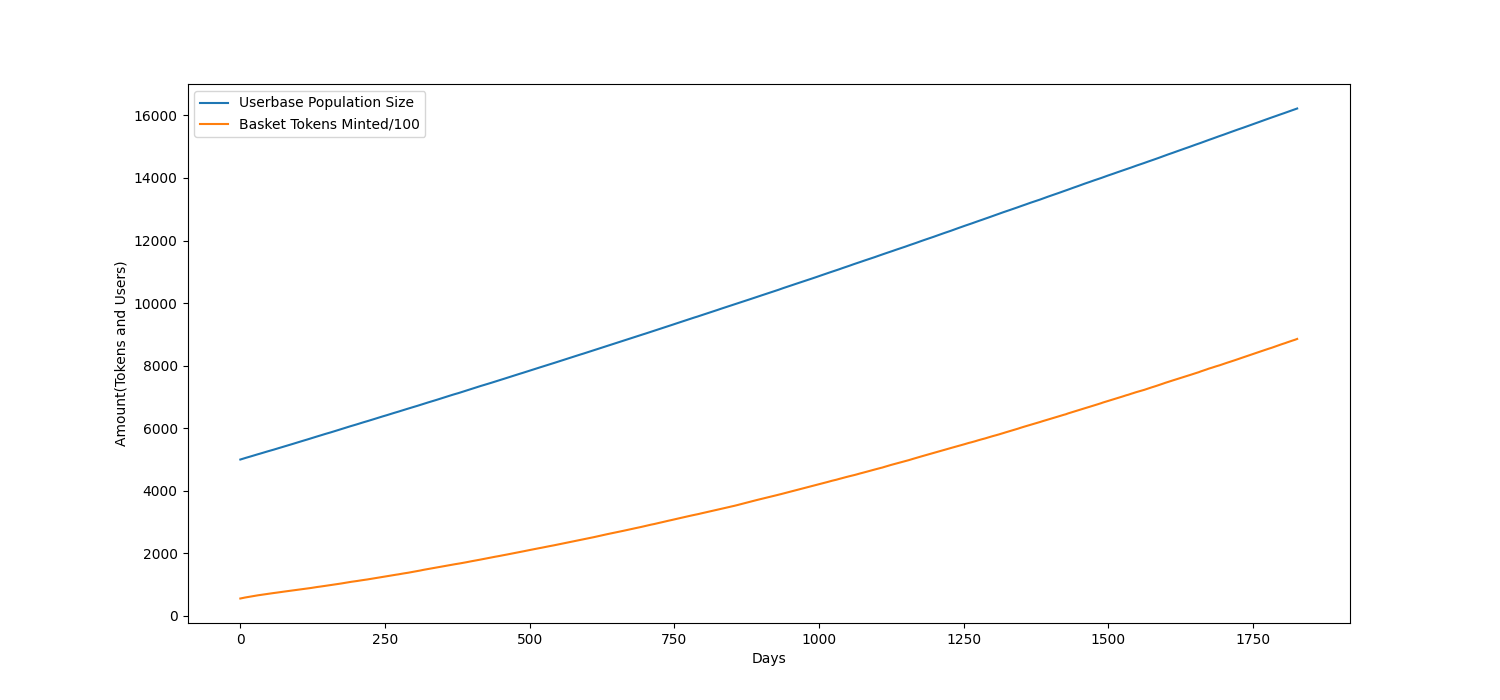 Userbase Population Size
Basket Tokens Minted/100
16000
14000
12000
10000
8000
6000
4000
2000
0
Amount(Tokens and Users)
0 250 500 750 1000 1250 1500 1750
Days